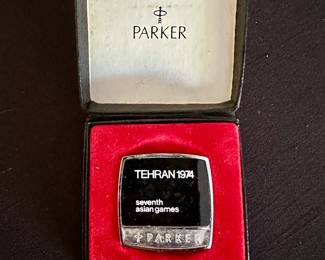 PARKER
TEHRAN 1974
seventh
asian games
PARKER